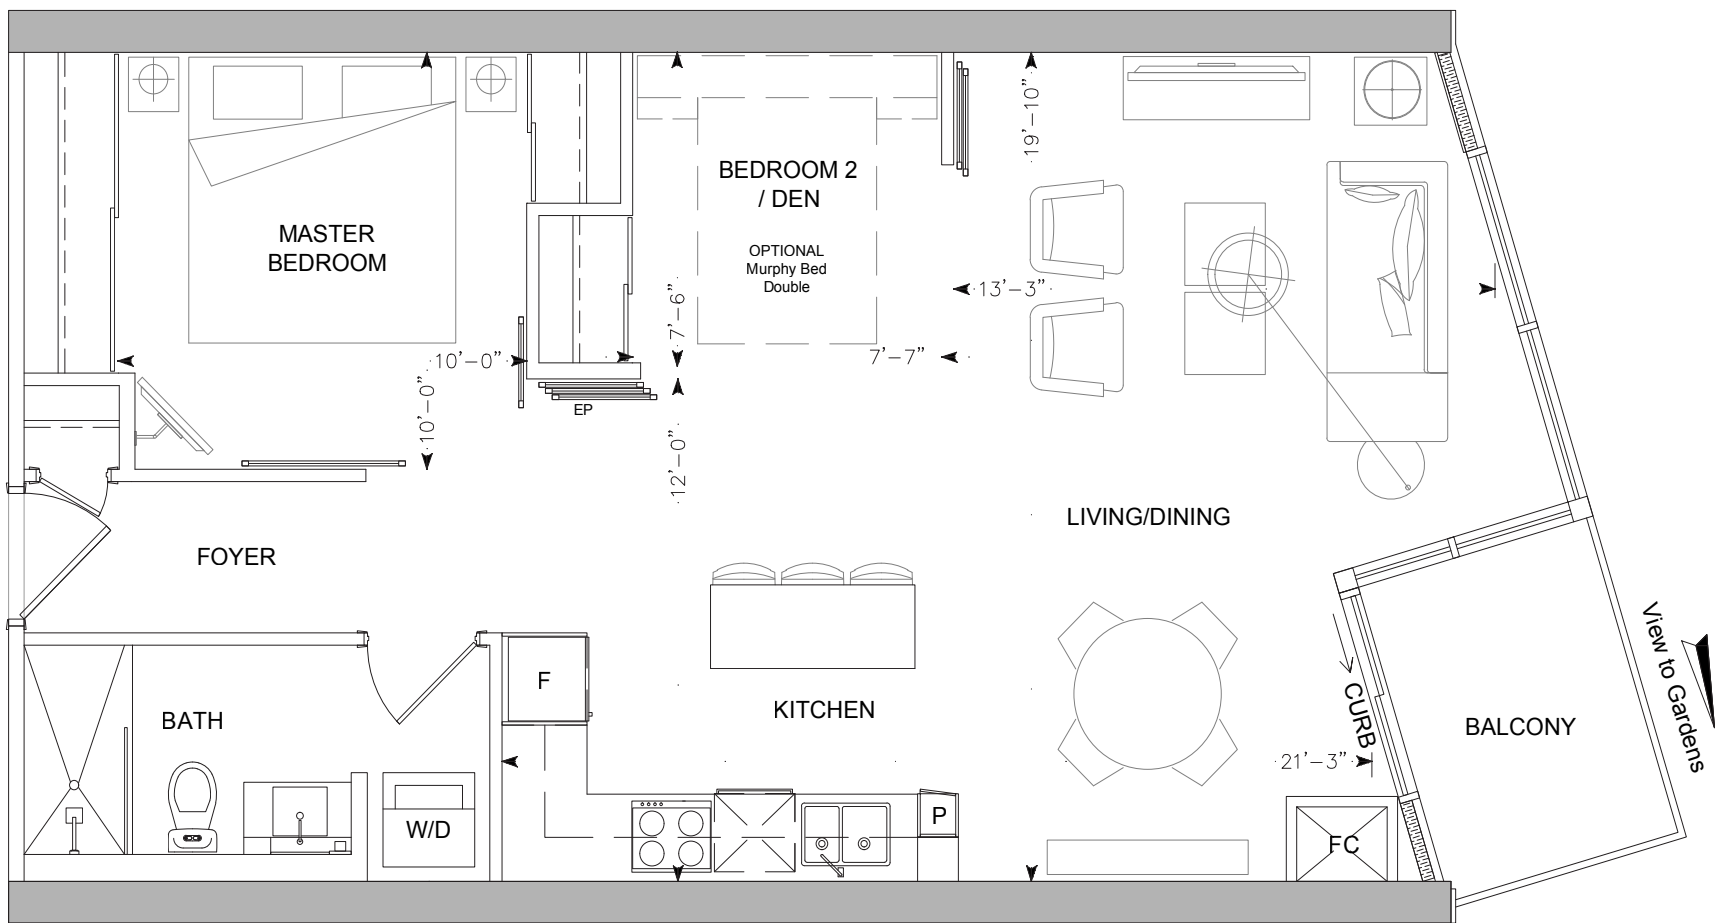 19'-10"
BEDROOM 2
/ DEN
OPTIONAL
Murphy Bed
Double
MASTER
BEDROOM
13'-3"
7'-6"
7'-7"
10'-0"
10'-0"
EP
12'-0"
LIVING/DINING
FOYER
View to Gardens
F
KITCHEN
CURB
BATH
BALCONY
21'-3"
W/D
P
FC